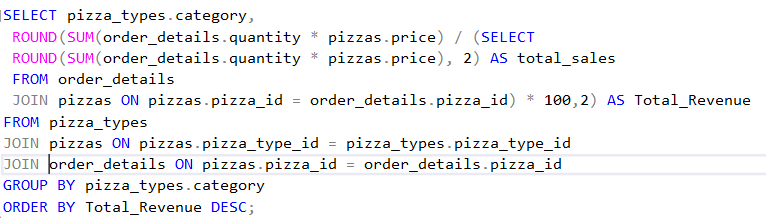 SELECT pizza_types.category,
ROUND(SUM(order_details.quantity * pizzas.price) / (SELECT
ROUND(SUM(order_details.quantity * pizzas.price), 2) AS total_sales
FROM order_details
JOIN pizzas ON pizzas.pizza_id = order_details.pizza_id) * 100,2) AS Total_Revenue
FROM pizza_types
JOIN pizzas ON pizzas.pizza_type_id = pizza_types.pizza_type_id
JOIN order_details ON pizzas.pizza_id = order_details.pizza_id
GROUP BY pizza_types.category
ORDER BY Total_Revenue DESC;